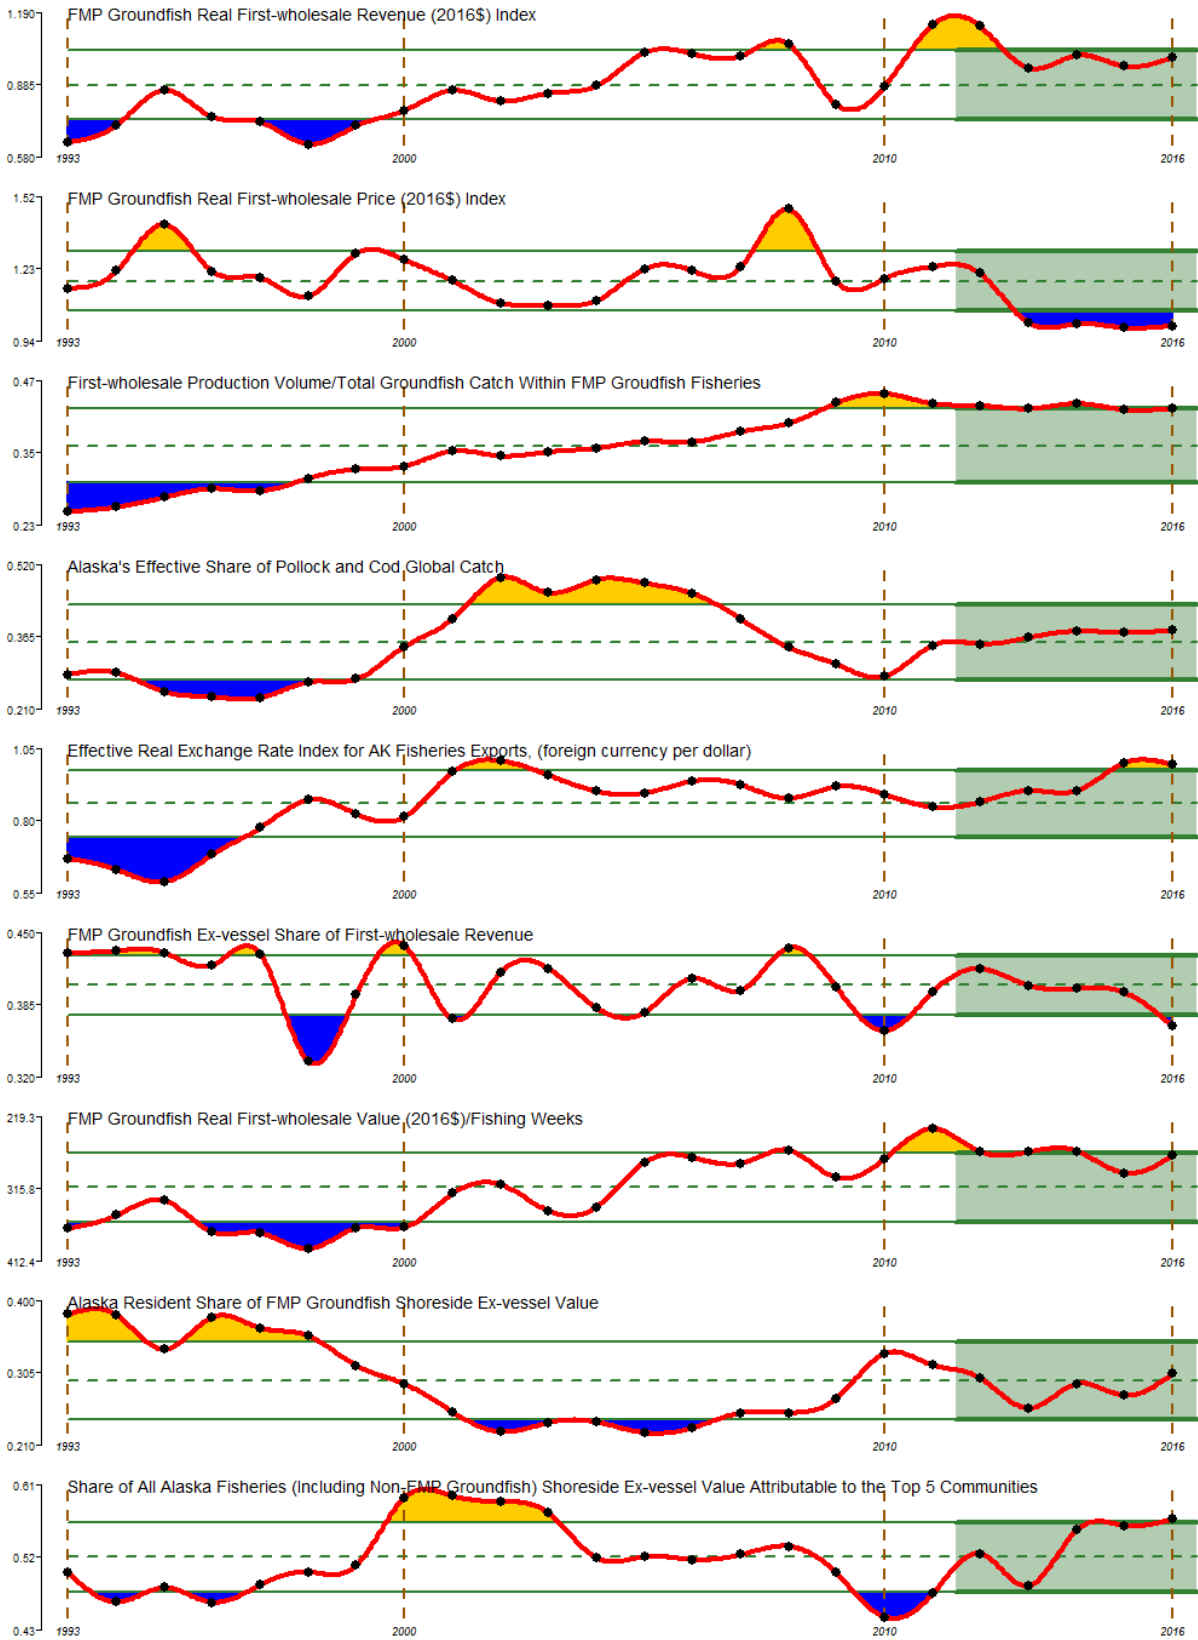 FMP Groundfish Real First-wholesale Revenue (2016$) Index
1.190
0.885
0.580
1993 2000 2010 2016
FMP Groundfish Real First-wholesale Price (2016$) Index
1.52
1.23
0.94
1993 2000 2010 2016
First-wholesale Production Volume/Total Groundfish Catch Within FMP Groudfish Fisheries
0.47
0.35
0.23
1993 2000 2010 2016
Alaska's Effective Share of Pollock and Cod Global Catch
0.520
0.365
0.210
1993 2000 2010 2016
Effective Real Exchange Rate Index for AK Fisheries Exports, (foreign currency per dollar)
1.05
0.80
0.55
1993 2000 2010 2016
FMP Groundfish Ex-vessel Share of First-wholesale Revenue
0.450
0.385
0.320
1993 2000 2010 2016
FMP Groundfish Real First-wholesale Value (2016$)/Fishing Weeks
219.3
315.8
412.4
1993 2000 2010 2016
Alaska Resident Share of FMP Groundfish Shoreside Ex-vessel Value
0.400
0.305
0.210
1993 2000 2010 2016
Share of All Alaska Fisheries (Including Non-FMP Groundfish) Shoreside Ex-vessel Value Attributable to the Top 5 Communities
0.61
0.52
0.43
1993 2000 2010 2016